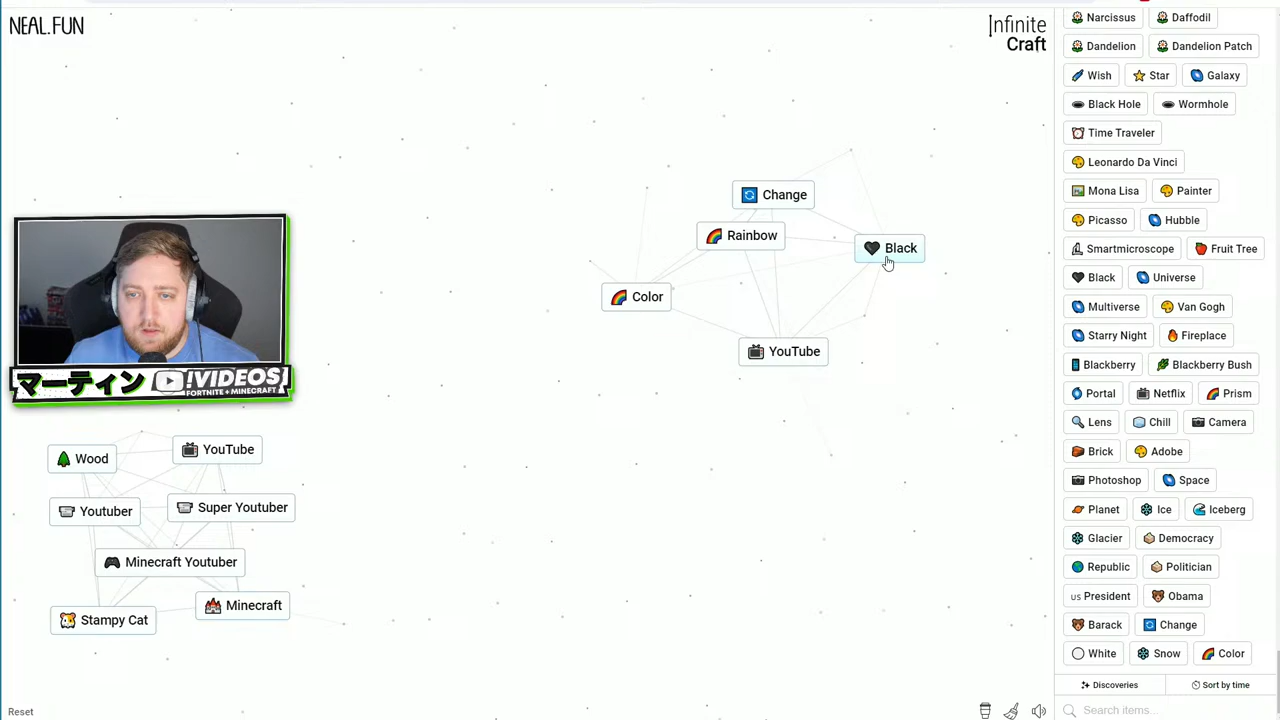 NEAL.FUN
Infinite
Craft
Change
Rainbow
Black
Color
YouTube
マーティン
!VIDEOS
FORTNITE + MINECRAFT
Wood
YouTube
Youtuber
Super Youtuber
Minecraft Youtuber
Stampy Cat
Minecraft
Reset
Narcissus
Daffodil
Dandelion
Dandelion Patch
Wish
Star
Galaxy
Black Hole
Wormhole
Time Traveler
Leonardo Da Vinci
Mona Lisa
Painter
Picasso
Hubble
Smartmicroscope
Fruit Tree
Black
Universe
Multiverse
Van Gogh
Starry Night
Fireplace
Blackberry
Blackberry Bush
Portal
Netflix
Prism
Lens
Chill
Camera
Brick
Adobe
Photoshop
Space
Planet
Ice
Iceberg
Glacier
Democracy
Republic
Politician
US President
Obama
Barack
Change
White
Snow
Color
Discoveries
Sort by time
Search items...